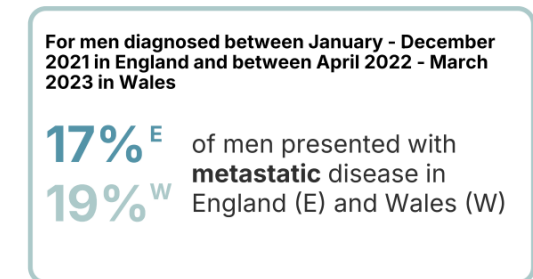 For men diagnosed between January - December
2021 in England and between April 2022 - March
2023 in Wales
17% E
19% W
of men presented with
metastatic disease in
England (E) and Wales (W)